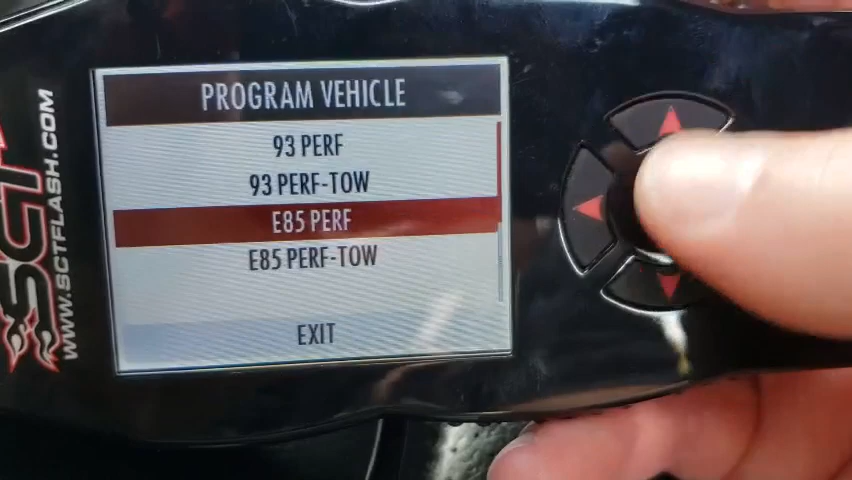 PROGRAM VEHICLE
93 PERF
93 PERF-TOW
E85 PERF
E85 PERF-TOW
EXIT
SCT
WWW.SCTFLASH.COM